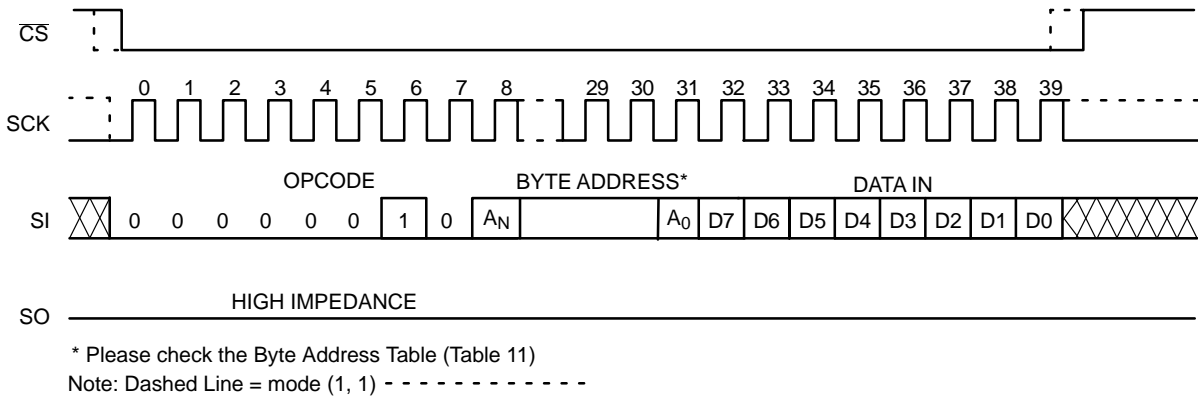 CS
0 1 2 3 4 5 6 7 8 29 30 31 32 33 34 35 36 37 38 39
SCK
OPCODE BYTE ADDRESS* DATA IN
SI 0 0 0 0 0 0 1 0 AN A0 D7 D6 D5 D4 D3 D2 D1 D0
HIGH IMPEDANCE
SO
* Please check the Byte Address Table (Table 11)
Note: Dashed Line = mode (1, 1)